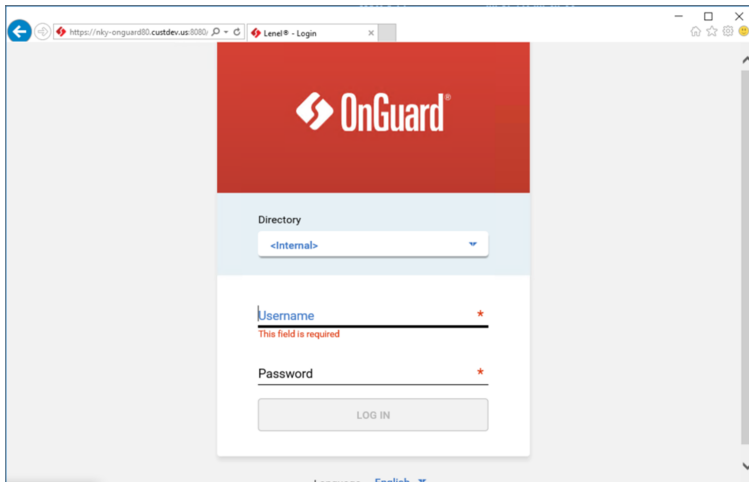 https://nky-onguard80.custdev.us:8080/
Lenel® - Login
OnGuard®
Directory
<Internal>
Username *
This field is required
Password *
LOG IN
Language English